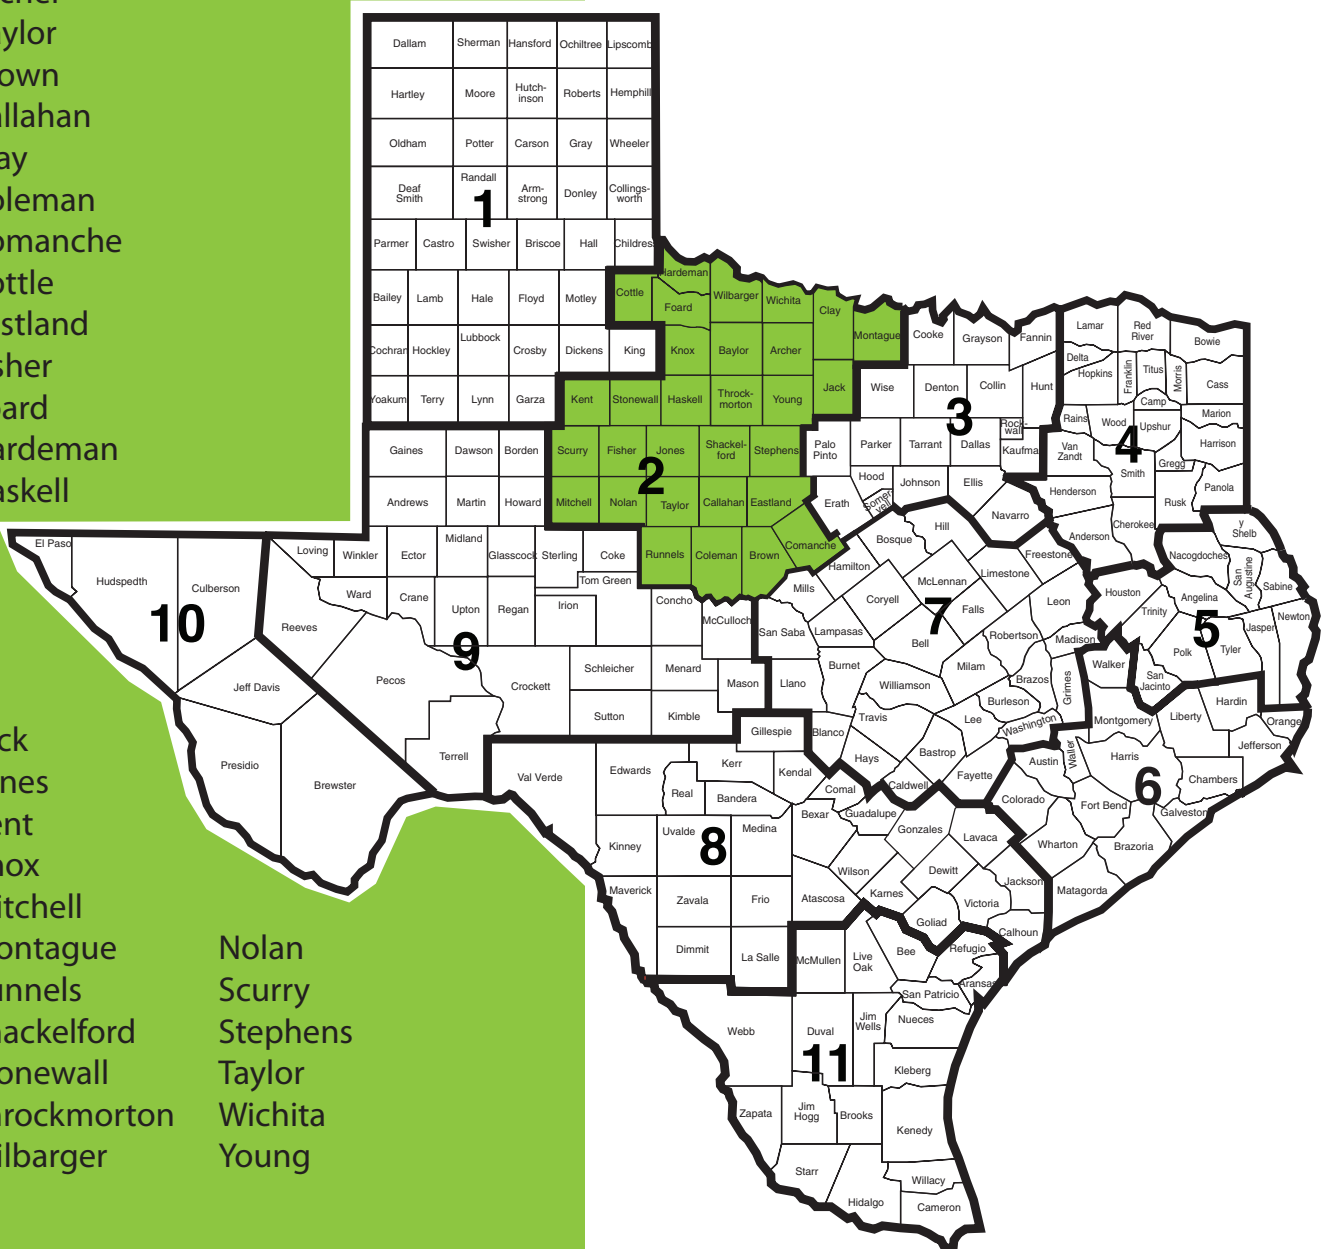 cher
aylor
own
allahan
ay
oleman
omanche
ottle
astland
sher
oard
ardeman
askell
ck
nes
ent
nox
itchell
ontague
unnels
hackelford
onewall
hrockmorton
ilbarger
Nolan
Scurry
Stephens
Taylor
Wichita
Young
Dallam
Sherman
Hansford
Ochiltree
Lipscomb
Hartley
Moore
Hutch-
inson
Roberts
Hemphill
Oldham
Potter
Carson
Gray
Wheeler
Deaf
Smith
Randall
1
Arm-
strong
Donley
Collings-
worth
Parmer
Castro
Swisher
Briscoe
Hall
Childress
Bailey
Lamb
Hale
Floyd
Motley
Cottle
Hardeman
Foard
Wilbarger
Wichita
Clay
Montague
Cochran
Hockley
Lubbock
Crosby
Dickens
King
Knox
Baylor
Archer
Jack
Yoakum
Terry
Lynn
Garza
Kent
Stonewall
Haskell
Throck-
morton
Young
Gaines
Dawson
Borden
Scurry
Fisher
Jones
Shackel-
ford
Stephens
2
Andrews
Martin
Howard
Mitchell
Nolan
Taylor
Callahan
Eastland
Runnels
Coleman
Brown
Comanche
Cooke
Grayson
Fannin
Wise
Denton
Collin
Hunt
3
Rock-
wall
Palo
Pinto
Parker
Tarrant
Dallas
Kaufma
Hood
Johnson
Ellis
Erath
Somer-
vell
Navarro
Lamar
Red
River
Bowie
Delta
Hopkins
Franklin
Titus
Morris
Cass
Camp
Rains
Wood
Upshur
Marion
4
Van
Zandt
Smith
Gregg
Harrison
Henderson
Rusk
Panola
Anderson
Cherokee
y
Shelb
Nacogdoches
San
Augustine
Sabine
Houston
Angelina
Trinity
5
Jasper
Newton
Polk
Tyler
San
Jacinto
El Paso
Hudspeth
Culberson
10
Jeff Davis
Presidio
Brewster
Loving
Winkler
Ector
Midland
Glasscock
Sterling
Coke
Tom Green
Ward
Crane
Upton
Regan
Irion
Concho
McCulloch
Reeves
9
Pecos
Crockett
Schleicher
Menard
Mason
Sutton
Kimble
Terrell
Bosque
Hill
Freestone
Hamilton
McLennan
Limestone
Mills
Coryell
7
Falls
Leon
San Saba
Lampasas
Bell
Robertson
Madison
Burnet
Milam
Brazos
Grimes
Llano
Williamson
Burleson
Travis
Lee
Washington
Blanco
Hays
Bastrop
Caldwell
Fayette
Walker
Montgomery
Liberty
Hardin
Orange
Waller
Harris
Jefferson
Austin
Chambers
6
Colorado
Fort Bend
Galveston
Wharton
Brazoria
Matagorda
Gillespie
Val Verde
Edwards
Kerr
Kendal
Real
Bandera
Comal
Bexar
Guadalupe
Gonzales
Lavaca
Kinney
Uvalde
Medina
8
Wilson
Dewitt
Jackson
Maverick
Zavala
Frio
Atascosa
Karnes
Victoria
Goliad
Calhoun
Dimmit
La Salle
McMullen
Live
Oak
Bee
Refugio
Aransas
San Patricio
Webb
Duval
Jim
Wells
Nueces
11
Kleberg
Zapata
Jim
Hogg
Brooks
Kenedy
Starr
Willacy
Hidalgo
Cameron